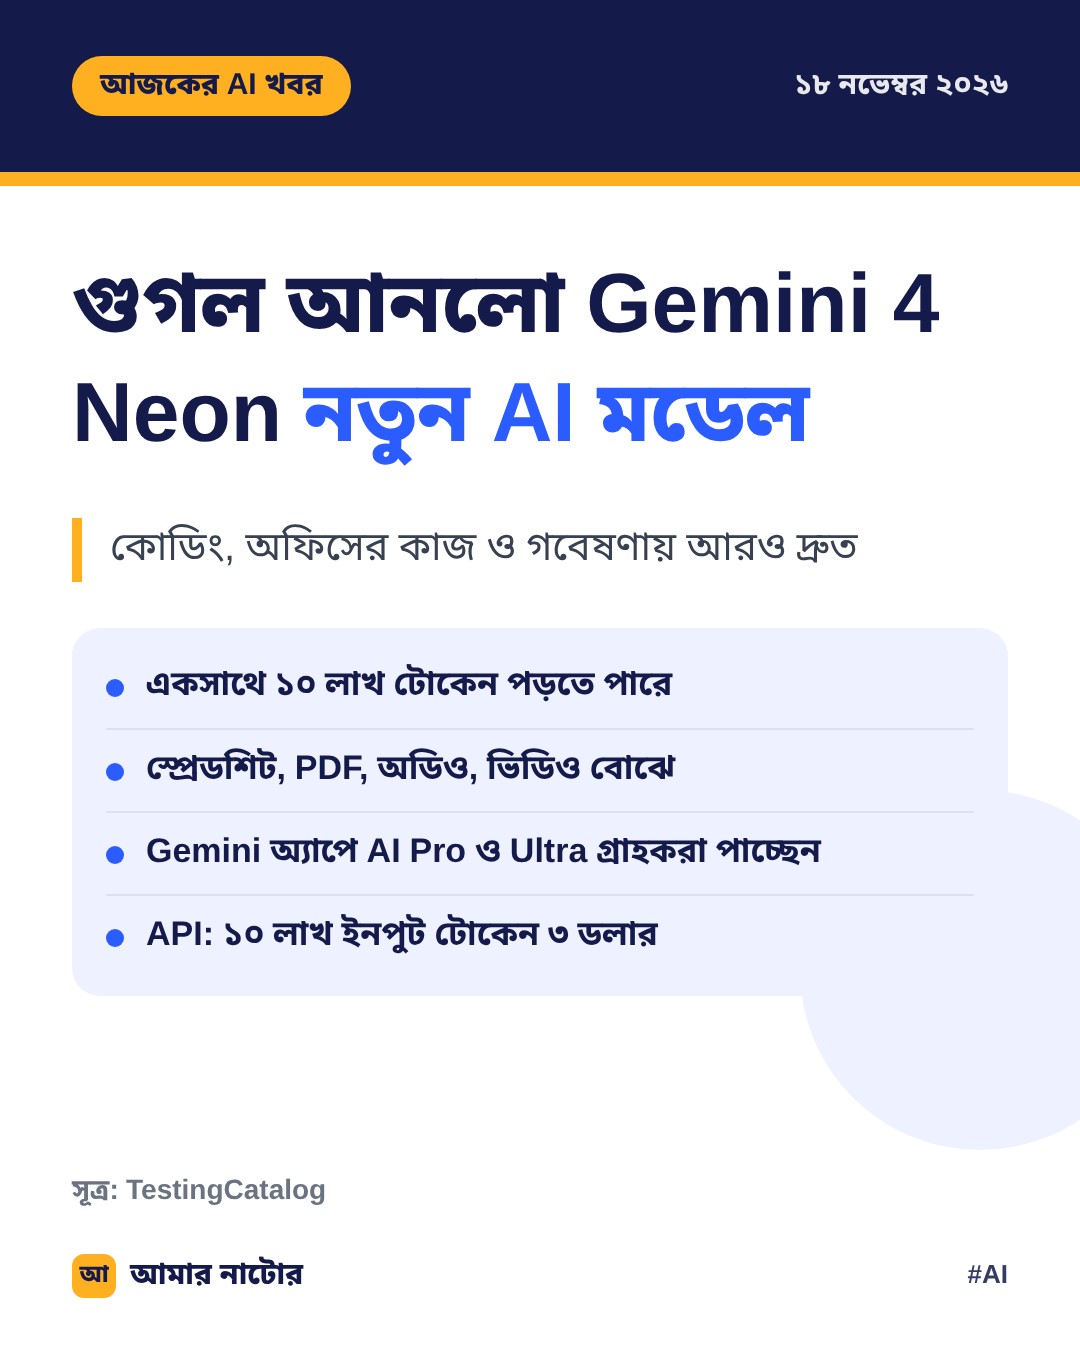 আজকের AI খবর
১৮ নভেম্বর ২০২৬
গুগল আনলো Gemini 4
Neon নতুন AI মডেল
কোডিং, অফিসের কাজ ও গবেষণায় আরও দ্রুত
একসাথে ১০ লাখ টোকেন পড়তে পারে
স্প্রেডশিট, PDF, অডিও, ভিডিও বোঝে
Gemini অ্যাপে AI Pro ও Ultra গ্রাহকরা পাচ্ছেন
API: ১০ লাখ ইনপুট টোকেন ৩ ডলার
সূত্র: TestingCatalog
আ আমার নাটোর
#AI